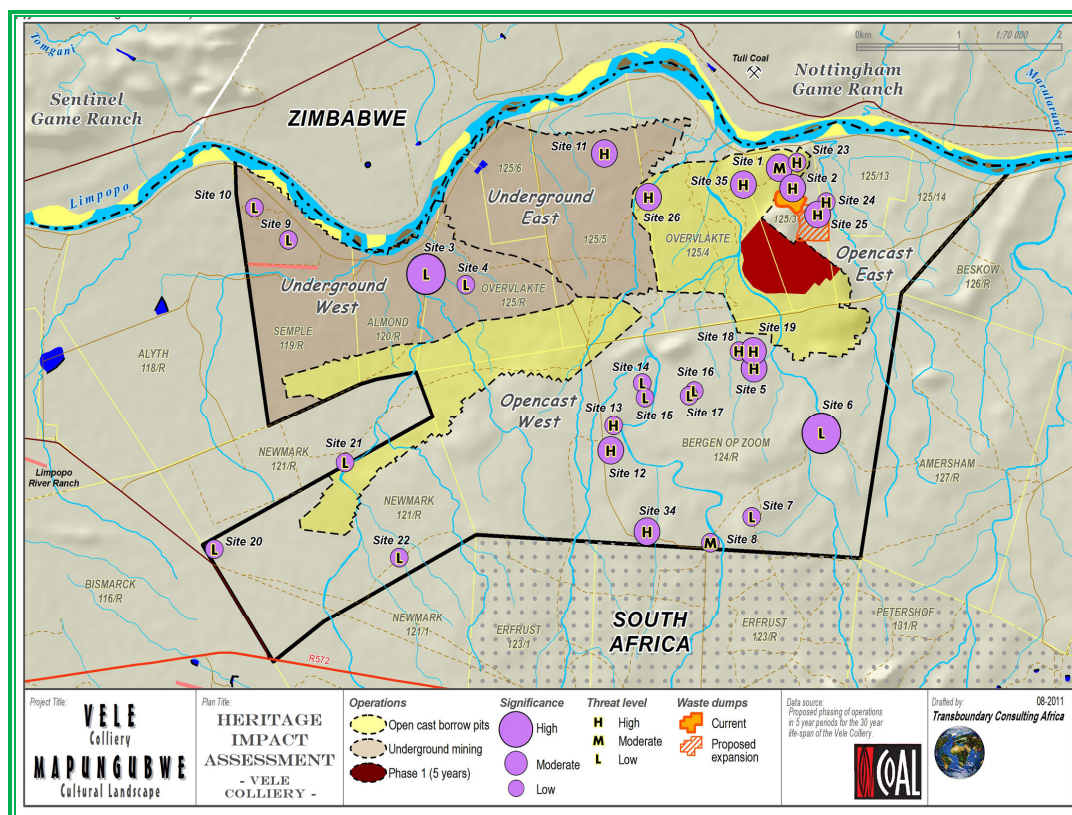 Tomgani
Sentinel
Game Ranch
ZIMBABWE
Tuli Coal
Nottingham
Game Ranch
0km 1 1:70 000 2
Marularundi
Limpopo
Site 10
Site 9
Site 11
125/6
Underground
East
125/5
Site 1
Site 23
Site 35
Site 2
Site 24
Site 25
Site 26
125/3
125/13
125/14
OVERVLAKTE
125/4
Opencast
East
BESKOW
126/R
Site 3
Site 4
Underground
West
OVERVLAKTE
125/R
SEMPLE
119/R
ALMOND
120/R
ALYTH
118/R
Site 18
Site 19
Site 5
Site 14
Site 15
Site 16
Site 17
Opencast
West
Site 13
Site 12
Site 6
BERGEN OP ZOOM
124/R
AMERSHAM
127/R
Site 21
NEWMARK
121/R
Limpopo
River Ranch
NEWMARK
121/R
Site 7
Site 34
Site 8
Site 20
Site 22
BISMARCK
116/R
NEWMARK
121/1
SOUTH
AFRICA
ERFRUST
123/1
ERFRUST
123/R
PETERSHOF
131/R
R572
L
L
H
M
H
H
H
H
H
H
L
L
H
H
H
L
L
L
L
H
H
L
L
L
H
M
L
L
Project Title:
VELE
Colliery
MAPUNGUBWE
Cultural Landscape
Plan Title:
HERITAGE
IMPACT
ASSESSMENT
- VELE
COLLIERY -
Operations
Open cast borrow pits
Underground mining
Phase 1 (5 years)
Significance
High
Moderate
Low
Threat level
H High
M Moderate
L Low
Waste dumps
Current
Proposed
expansion
Data source:
Proposed phasing of operations
in 5 year periods for the 30 year
life-span of the Vele Colliery.
COAL
Drafted by: 08-2011
Transboundary Consulting Africa